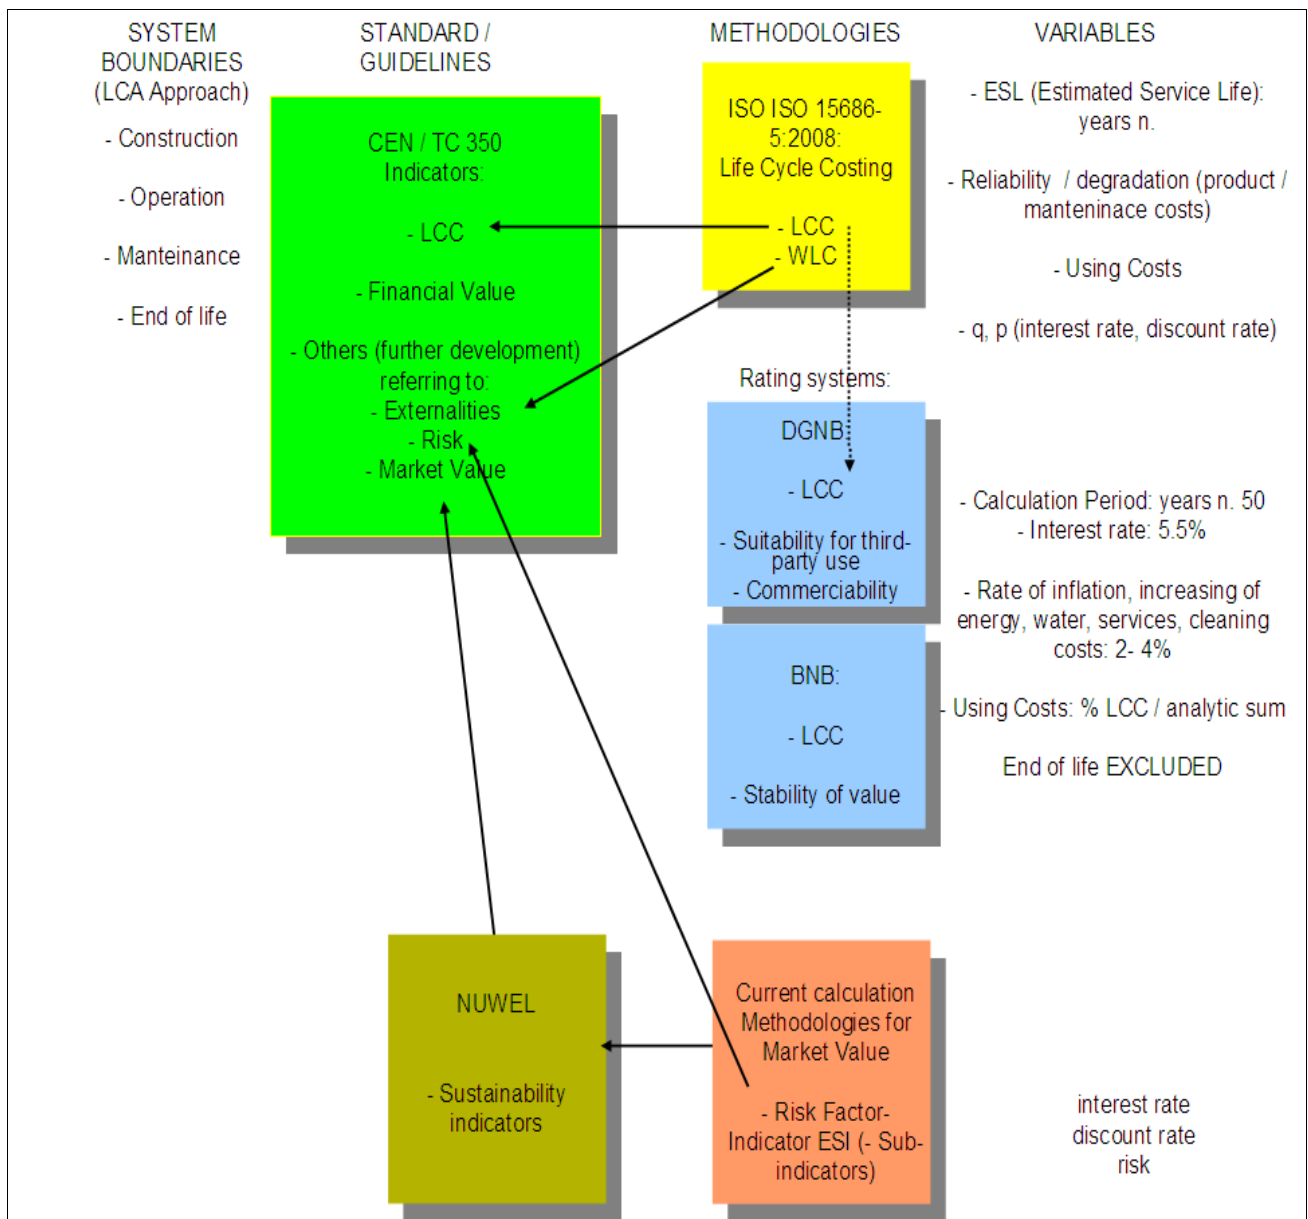 SYSTEM
BOUNDARIES
(LCA Approach)
- Construction
- Operation
- Manteinance
- End of life
STANDARD /
GUIDELINES
CEN / TC 350
Indicators:
- LCC
- Financial Value
- Others (further development)
referring to:
- Externalities
- Risk
- Market Value
NUWEL
- Sustainability
indicators
METHODOLOGIES
ISO ISO 15686-
5:2008:
Life Cycle Costing
- LCC
- WLC
Rating systems:
DGNB:
- LCC
- Suitability for third-
party use
- Commerciability
BNB:
- LCC
- Stability of value
Current calculation
Methodologies for
Market Value
- Risk Factor-
Indicator ESI (- Sub-
indicators)
VARIABLES
- ESL (Estimated Service Life):
years n.
- Reliability / degradation (product /
manteninace costs)
- Using Costs
- q, p (interest rate, discount rate)
- Calculation Period: years n. 50
- Interest rate: 5.5%
- Rate of inflation, increasing of
energy, water, services, cleaning
costs: 2- 4%
- Using Costs: % LCC / analytic sum
End of life EXCLUDED
interest rate
discount rate
risk